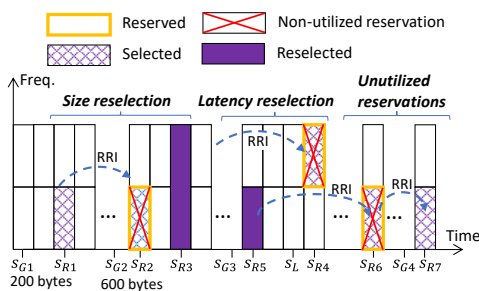 Reserved
Non-utilized reservation
Selected
Reselected
Freq.
Size reselection
Latency reselection
Unutilized
reservations
RRI
RRI
RRI
RRI
... ... ... ...
Time
S_G1 S_R1 S_G2 S_R2 S_R3 S_G3 S_R5 S_L S_R4 S_R6 S_G4 S_R7
200 bytes
600 bytes